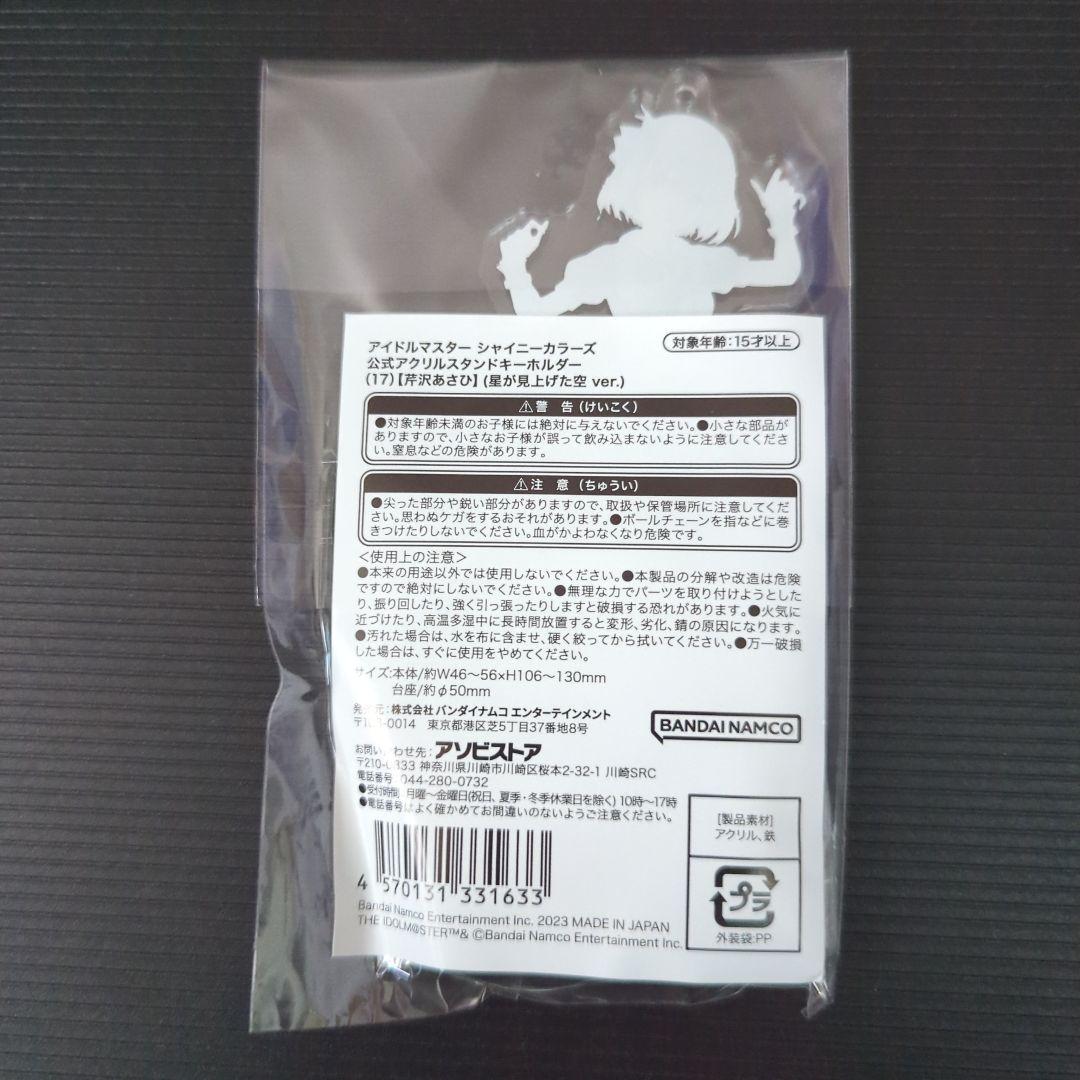 アイドルマスター シャイニーカラーズ
対象年齢:15才以上
公式アクリルスタンドキーホルダー
(17)【芹沢あさひ】(星が見上げた空 ver.)
⚠警 告(けいこく)
●対象年齢未満のお子様には絶対に与えないでください。●小さな部品が
ありますので、小さなお子様が誤って飲み込まないように注意してくださ
い。窒息などの危険があります。
⚠注 意(ちゅうい)
●尖った部分や鋭い部分がありますので、取扱や保管場所に注意してくだ
さい。思わぬケガをするおそれがあります。●ボールチェーンを指などに巻
きつけたりしないでください。血がかよわなくなり危険です。
<使用上の注意>
●本来の用途以外では使用しないでください。●本製品の分解や改造は危険
ですので絶対にしないでください。●無理な力でパーツを取り付けようとした
り、振り回したり、強く引っ張ったりしますと破損する恐れがあります。●火気に
近づけたり、高温多湿中に長時間放置すると変形、劣化、錆の原因になります。
●汚れた場合は、水を布に含ませ、硬く絞ってから拭いてください。●万一破損
した場合は、すぐに使用をやめてください。
サイズ:本体/約W46〜56×H106〜130mm
台座/約φ50mm
発売元:株式会社 バンダイナムコ エンターテインメント
〒108-0014 東京都港区芝5丁目37番地8号
BANDAI NAMCO
お問い合わせ先:アソビストア
〒210-0833 神奈川県川崎市川崎区桜本2-32-1 川崎SRC
電話番号:044-280-0732
●受付時間:月曜〜金曜日(祝日、夏季・冬季休業日を除く) 10時〜17時
●電話番号はよく確かめてお間違いのないようご注意ください。
[製品素材]
アクリル、鉄
4 570131 331633
プラ
外装袋:PP
Bandai Namco Entertainment Inc. 2023 MADE IN JAPAN
THE IDOLM@STER™& ©Bandai Namco Entertainment Inc.